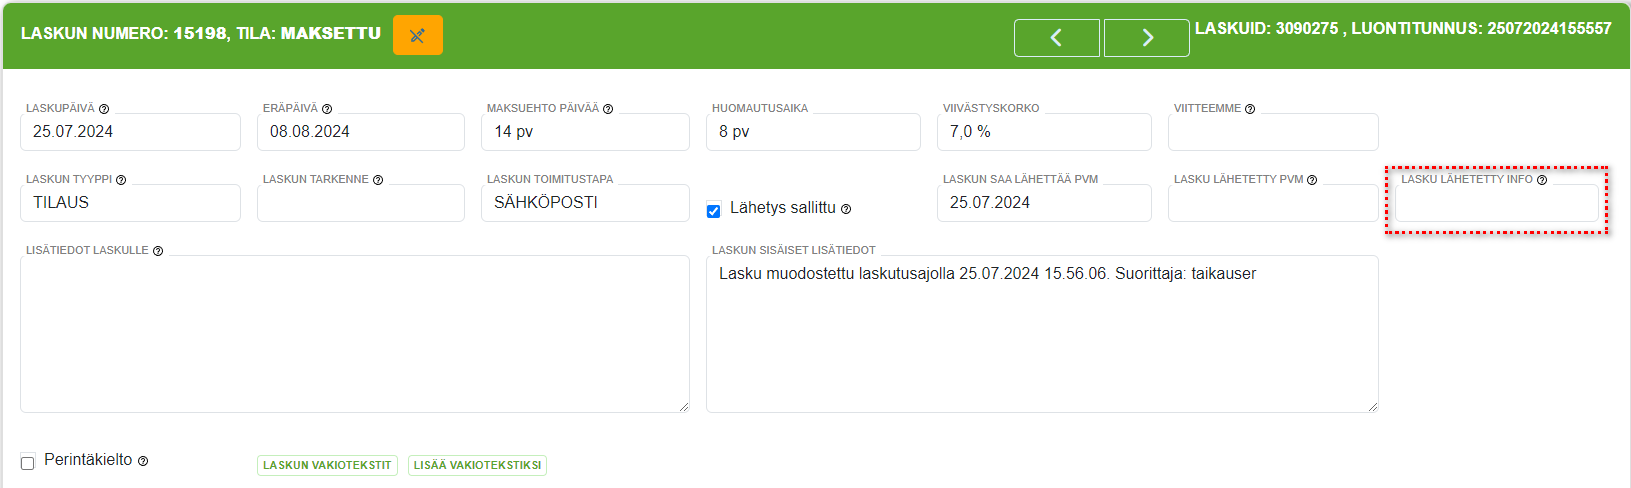 LASKUN NUMERO: 15198, TILA: MAKSETTU
LASKUID: 3090275 , LUONTITUNNUS: 25072024155557
LASKUPÄIVÄ ERÄPÄIVÄ MAKSUEHTO PÄIVÄÄ HUOMAUTUSAIKA VIIVÄSTYSKORKO VIITTEEMME
25.07.2024 08.08.2024 14 pv 8 pv 7,0 %
LASKUN TYYPPI LASKUN TARKENNE LASKUN TOIMITUSTAPA LASKUN SAA LÄHETTÄÄ PVM LASKU LÄHETETTY PVM LASKU LÄHETETTY INFO
TILAUS SÄHKÖPOSTI Lähetys sallittu 25.07.2024
LISÄTIEDOT LASKULLE LASKUN SISÄISET LISÄTIEDOT
Lasku muodostettu laskutusajolla 25.07.2024 15.56.06. Suorittaja: taikauser
Perintäkielto LASKUN VAKIOTEKSTIT LISÄÄ VAKIOTEKSTIKSI